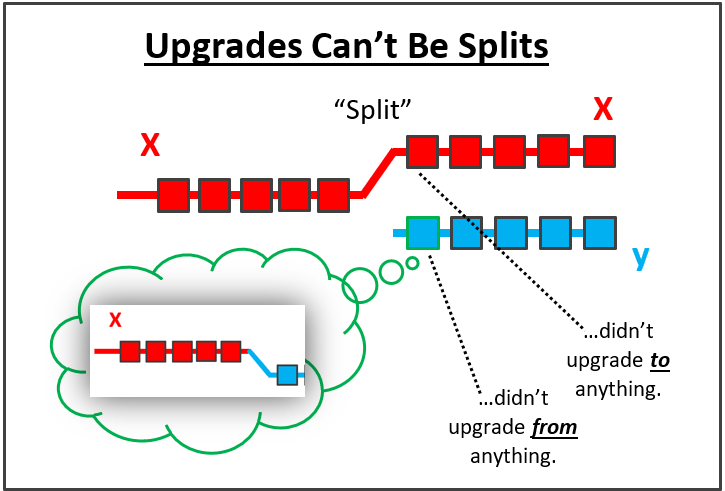 Upgrades Can’t Be Splits
“Split”
X
X
y
X
...didn’t
upgrade to
anything.
...didn’t
upgrade from
anything.